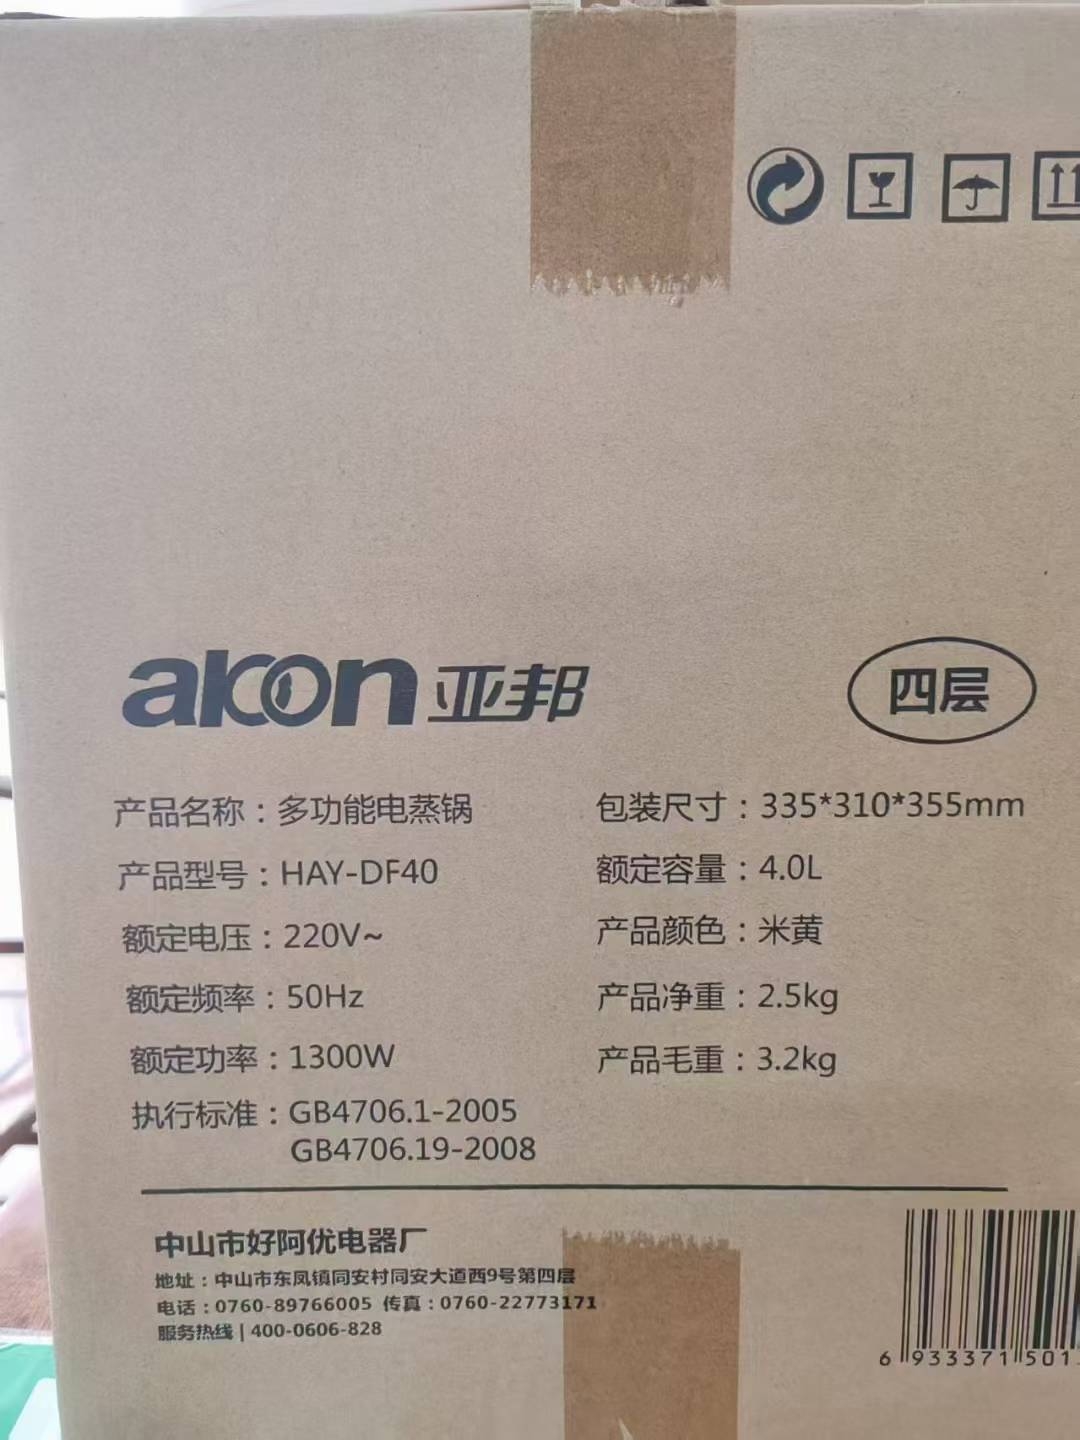 akon 亚邦
四层
产品名称：多功能电蒸锅
包装尺寸：335*310*355mm
产品型号：HAY-DF40
额定容量：4.0L
额定电压：220V~
产品颜色：米黄
额定频率：50Hz
产品净重：2.5kg
额定功率：1300W
产品毛重：3.2kg
执行标准：GB4706.1-2005
GB4706.19-2008
中山市好阿优电器厂
地址：中山市东凤镇同安村同安大道西9号第四层
电话：0760-89766005 传真：0760-22773171
服务热线 | 400-0606-828
6 933371 501